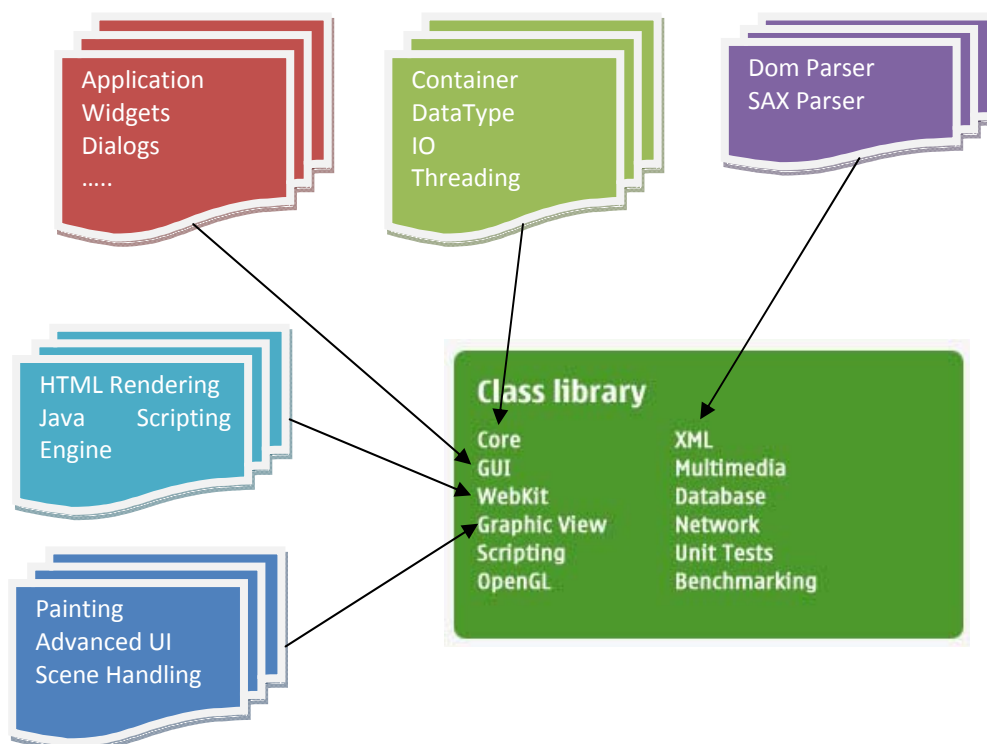 Application
Widgets
Dialogs
.....
Container
DataType
IO
Threading
Dom Parser
SAX Parser
HTML Rendering
Java Scripting
Engine
Painting
Advanced UI
Scene Handling
Class library
Core
GUI
WebKit
Graphic View
Scripting
OpenGL
XML
Multimedia
Database
Network
Unit Tests
Benchmarking